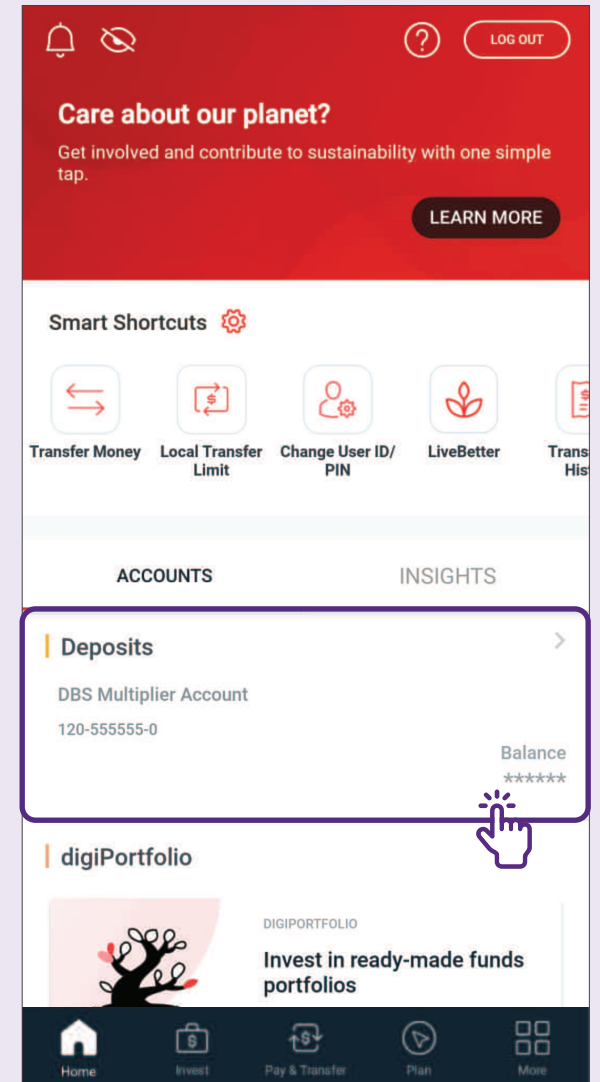 LOG OUT
Care about our planet?
Get involved and contribute to sustainability with one simple
tap.
LEARN MORE
Smart Shortcuts
Transfer Money
Local Transfer
Limit
Change User ID/
PIN
LiveBetter
ACCOUNTS
INSIGHTS
Deposits
DBS Multiplier Account
120-555555-0
Balance
******
digiPortfolio
DIGIPORTFOLIO
Invest in ready-made funds
portfolios
Home
Invest
Pay & Transfer
Plan
More